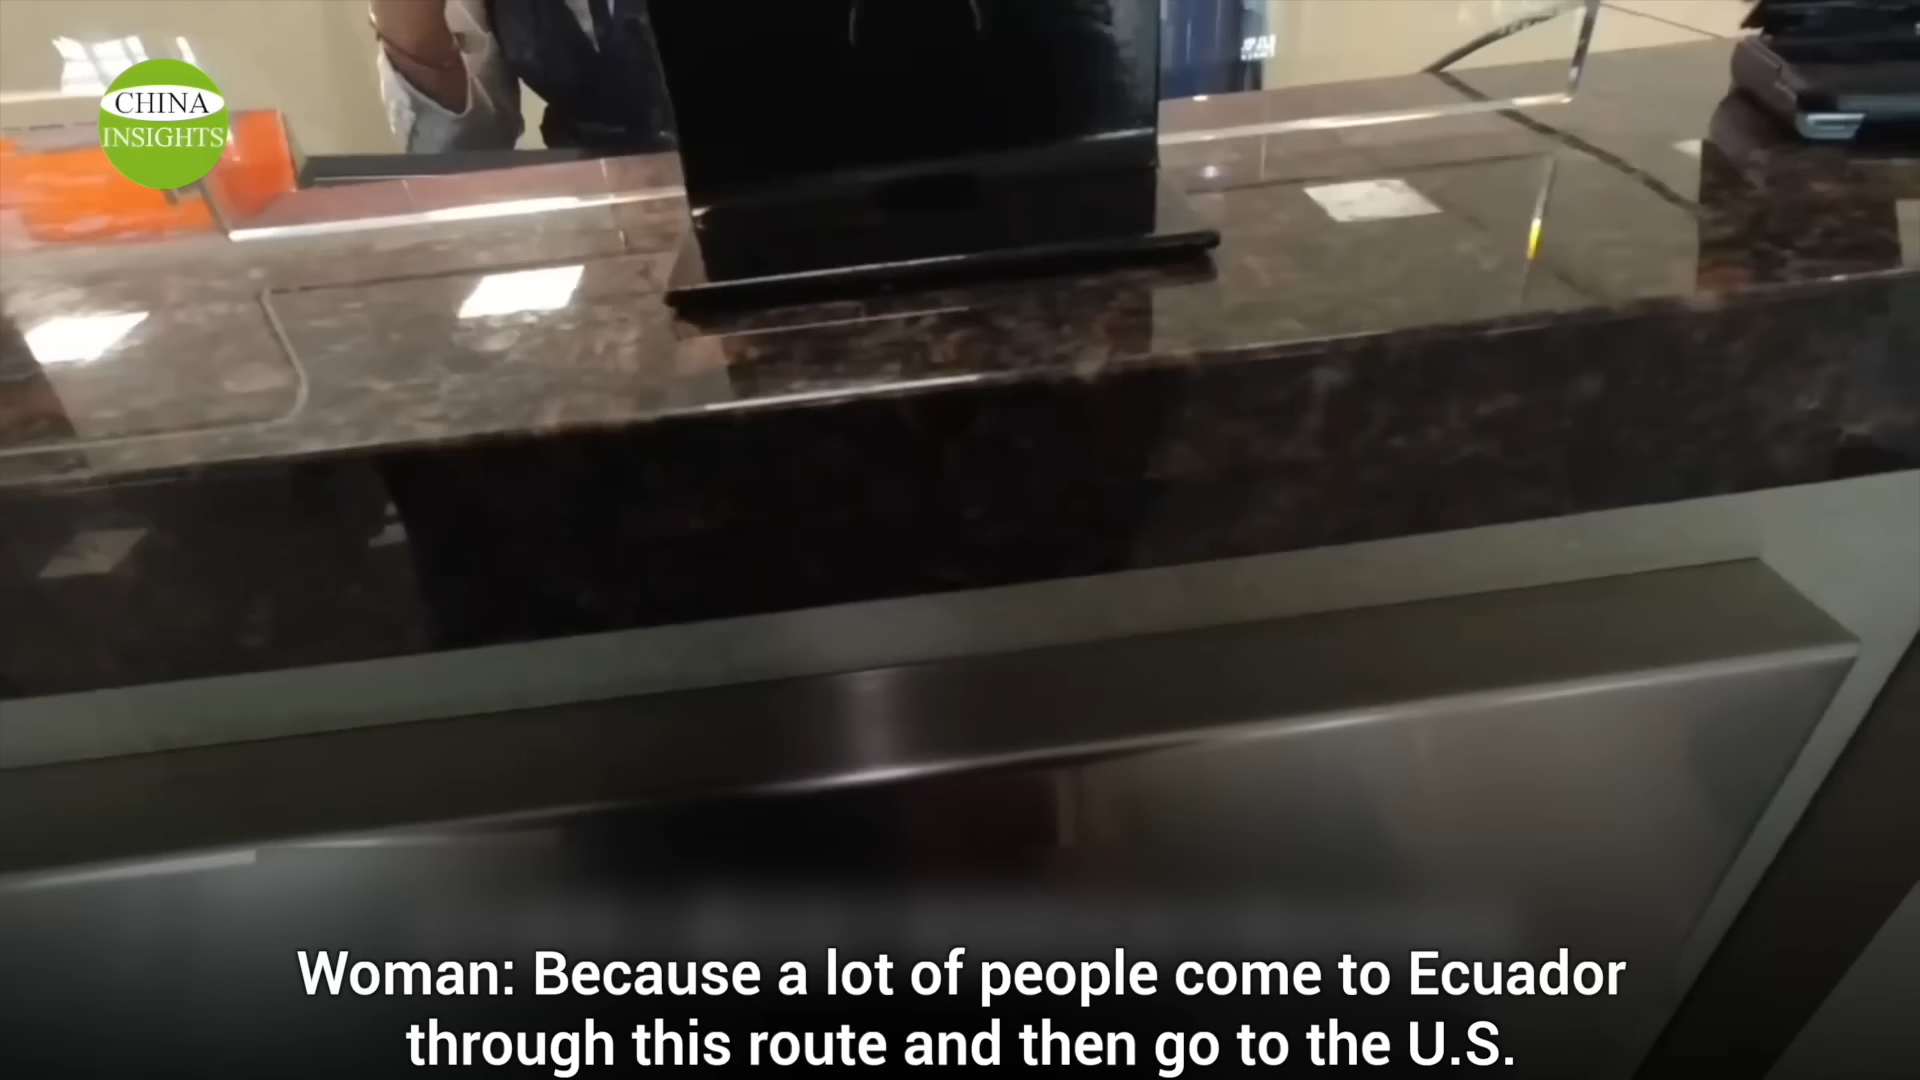 CHINA
INSIGHTS
Woman: Because a lot of people come to Ecuador
through this route and then go to the U.S.